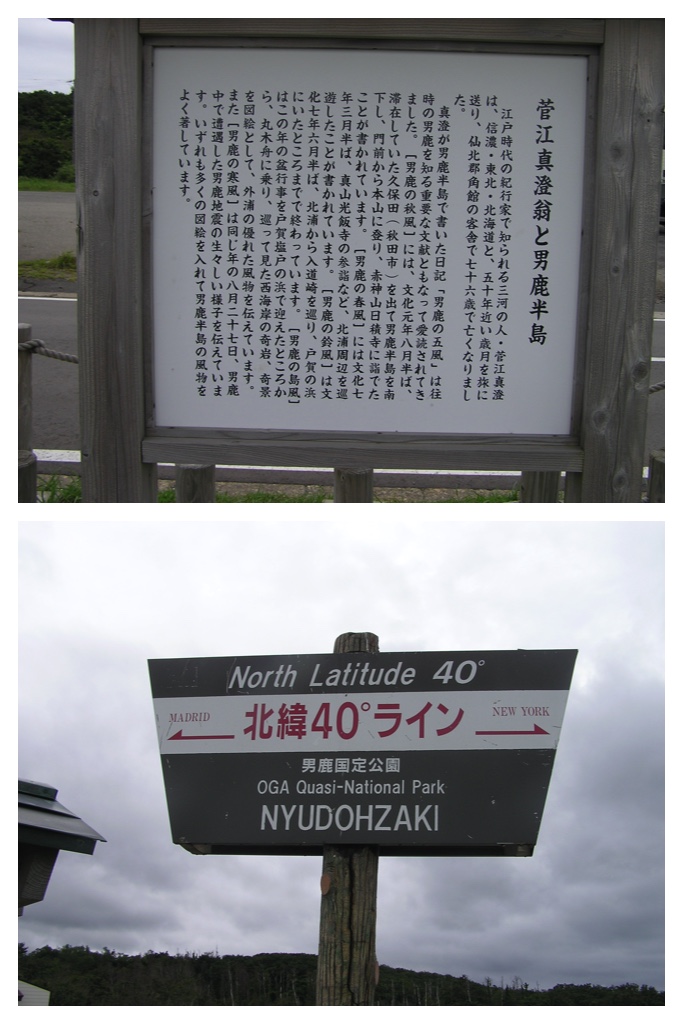 菅江真澄翁と男鹿半島
江戸時代の紀行家で知られる三河の人・菅江真澄
は、信濃・東北・北海道と、五十年近い歳月を旅に
送り、仙北郡角館の客舎で七十六歳で亡くなりまし
た。
真澄が男鹿半島で書いた日記「男鹿の五風」は往
時の男鹿を知る重要な文献ともなって愛読されてき
ました。［男鹿の秋風］には、文化元年八月半ば、
滞在していた久保田（秋田市）を出て男鹿半島を南
下し、門前から本山に登り、赤神山日積寺に詣でた
ことが書かれています。［男鹿の春風］には文化七
年三月半ば、真山光飯寺の参詣など、北浦周辺を巡
遊したことが書かれています。［男鹿の鈴風］は文
化七年六月半ば、北浦から入道崎を巡り、戸賀の浜
にいたところまでで終わっています。［男鹿の島風］
はこの年の盆行事を戸賀塩戸の浜で迎えたところか
ら、丸木舟に乗り、巡って見た西海岸の奇岩、奇景
を図絵として、外浦の優れた風物を伝えています。
また［男鹿の寒風］は同じ年の八月二十七日、男鹿
中で遭遇した男鹿地震の生々しい様子を伝えていま
す。いずれも多くの図絵を入れて男鹿半島の風物を
よく著しています。
North Latitude 40°
MADRID 北緯40°ライン NEW YORK
男鹿国定公園
OGA Quasi-National Park
NYUDOHZAKI